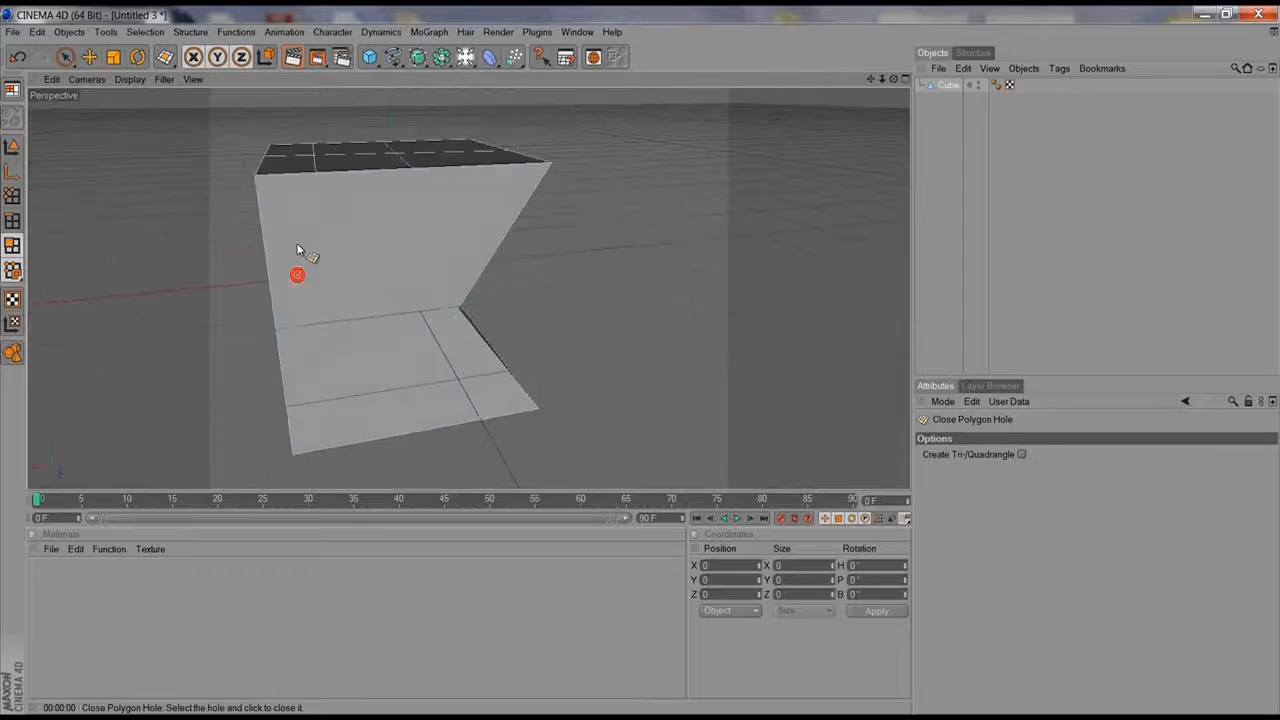 CINEMA 4D (64 Bit) - [Untitled 3 *]
File Edit Objects Tools Selection Structure Functions Animation Character Dynamics MoGraph Hair Render Plugins Window Help
Edit Cameras Display Filter View
Perspective
Objects Structure
File Edit View Objects Tags Bookmarks
Cube
Attributes Layer Browser
Mode Edit User Data
Close Polygon Hole
Options
Create Tri-/Quadrangle
0 5 10 15 20 25 30 35 40 45 50 55 60 65 70 75 80 85 90 0 F
0 F 90 F
Materials
File Edit Function Texture
Coordinates
Position Size Rotation
X 0 X 0 H 0 °
Y 0 Y 0 P 0 °
Z 0 Z 0 B 0 °
Object Size Apply
MAXON CINEMA 4D
00:00:00 Close Polygon Hole: Select the hole and click to close it.